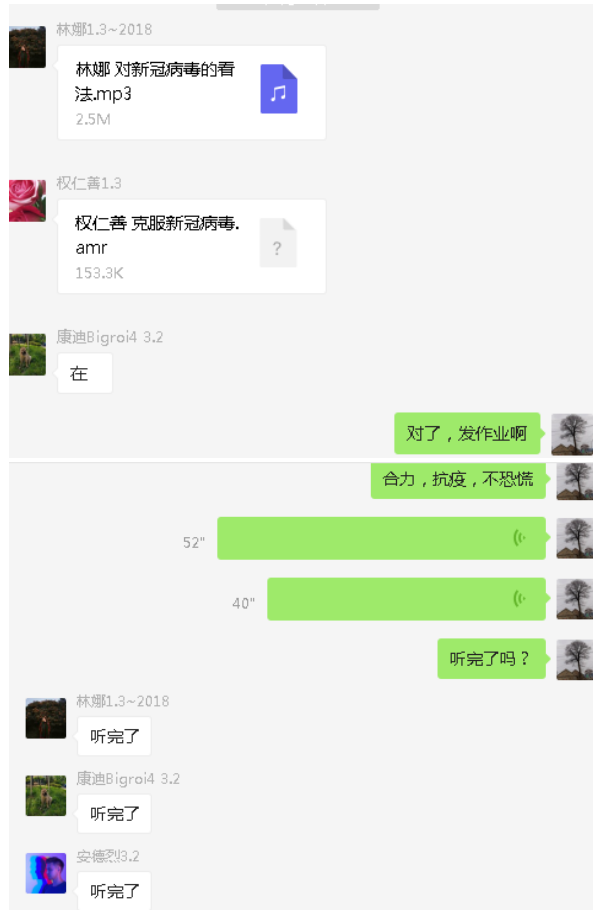 林娜1.3~2018
林娜 对新冠病毒的看
法.mp3
2.5M
权仁善1.3
权仁善 克服新冠病毒.
amr
?
153.3K
康迪Bigroi4 3.2
在
对了，发作业啊
合力，抗疫，不恐慌
52"
40"
听完了吗？
林娜1.3~2018
听完了
康迪Bigroi4 3.2
听完了
安德烈3.2
听完了